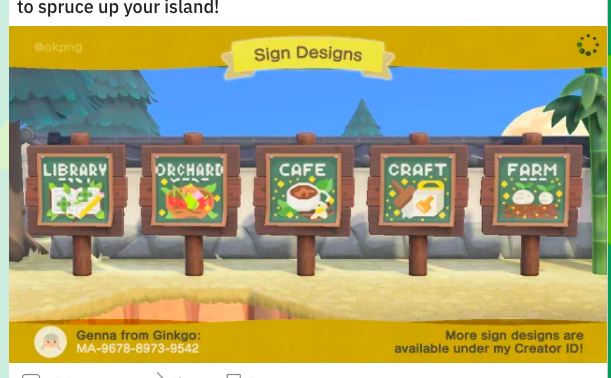 to spruce up your island!
@okpng
Sign Designs
LIBRARY
ORCHARD
CAFE
CRAFT
FARM
Genna from Ginkgo:
MA-9678-8973-9542
More sign designs are
available under my Creator ID!